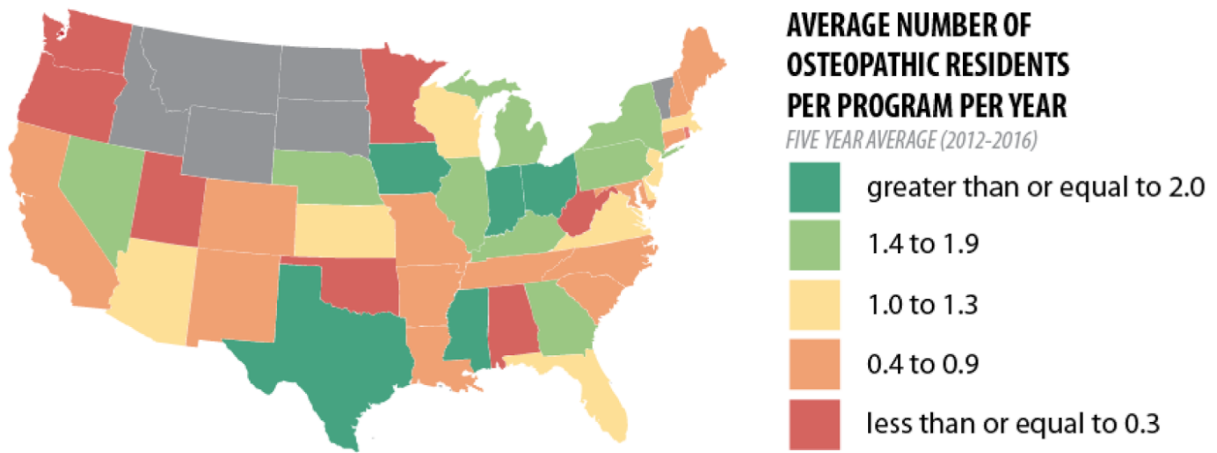 AVERAGE NUMBER OF
OSTEOPATHIC RESIDENTS
PER PROGRAM PER YEAR
FIVE YEAR AVERAGE (2012-2016)
greater than or equal to 2.0
1.4 to 1.9
1.0 to 1.3
0.4 to 0.9
less than or equal to 0.3